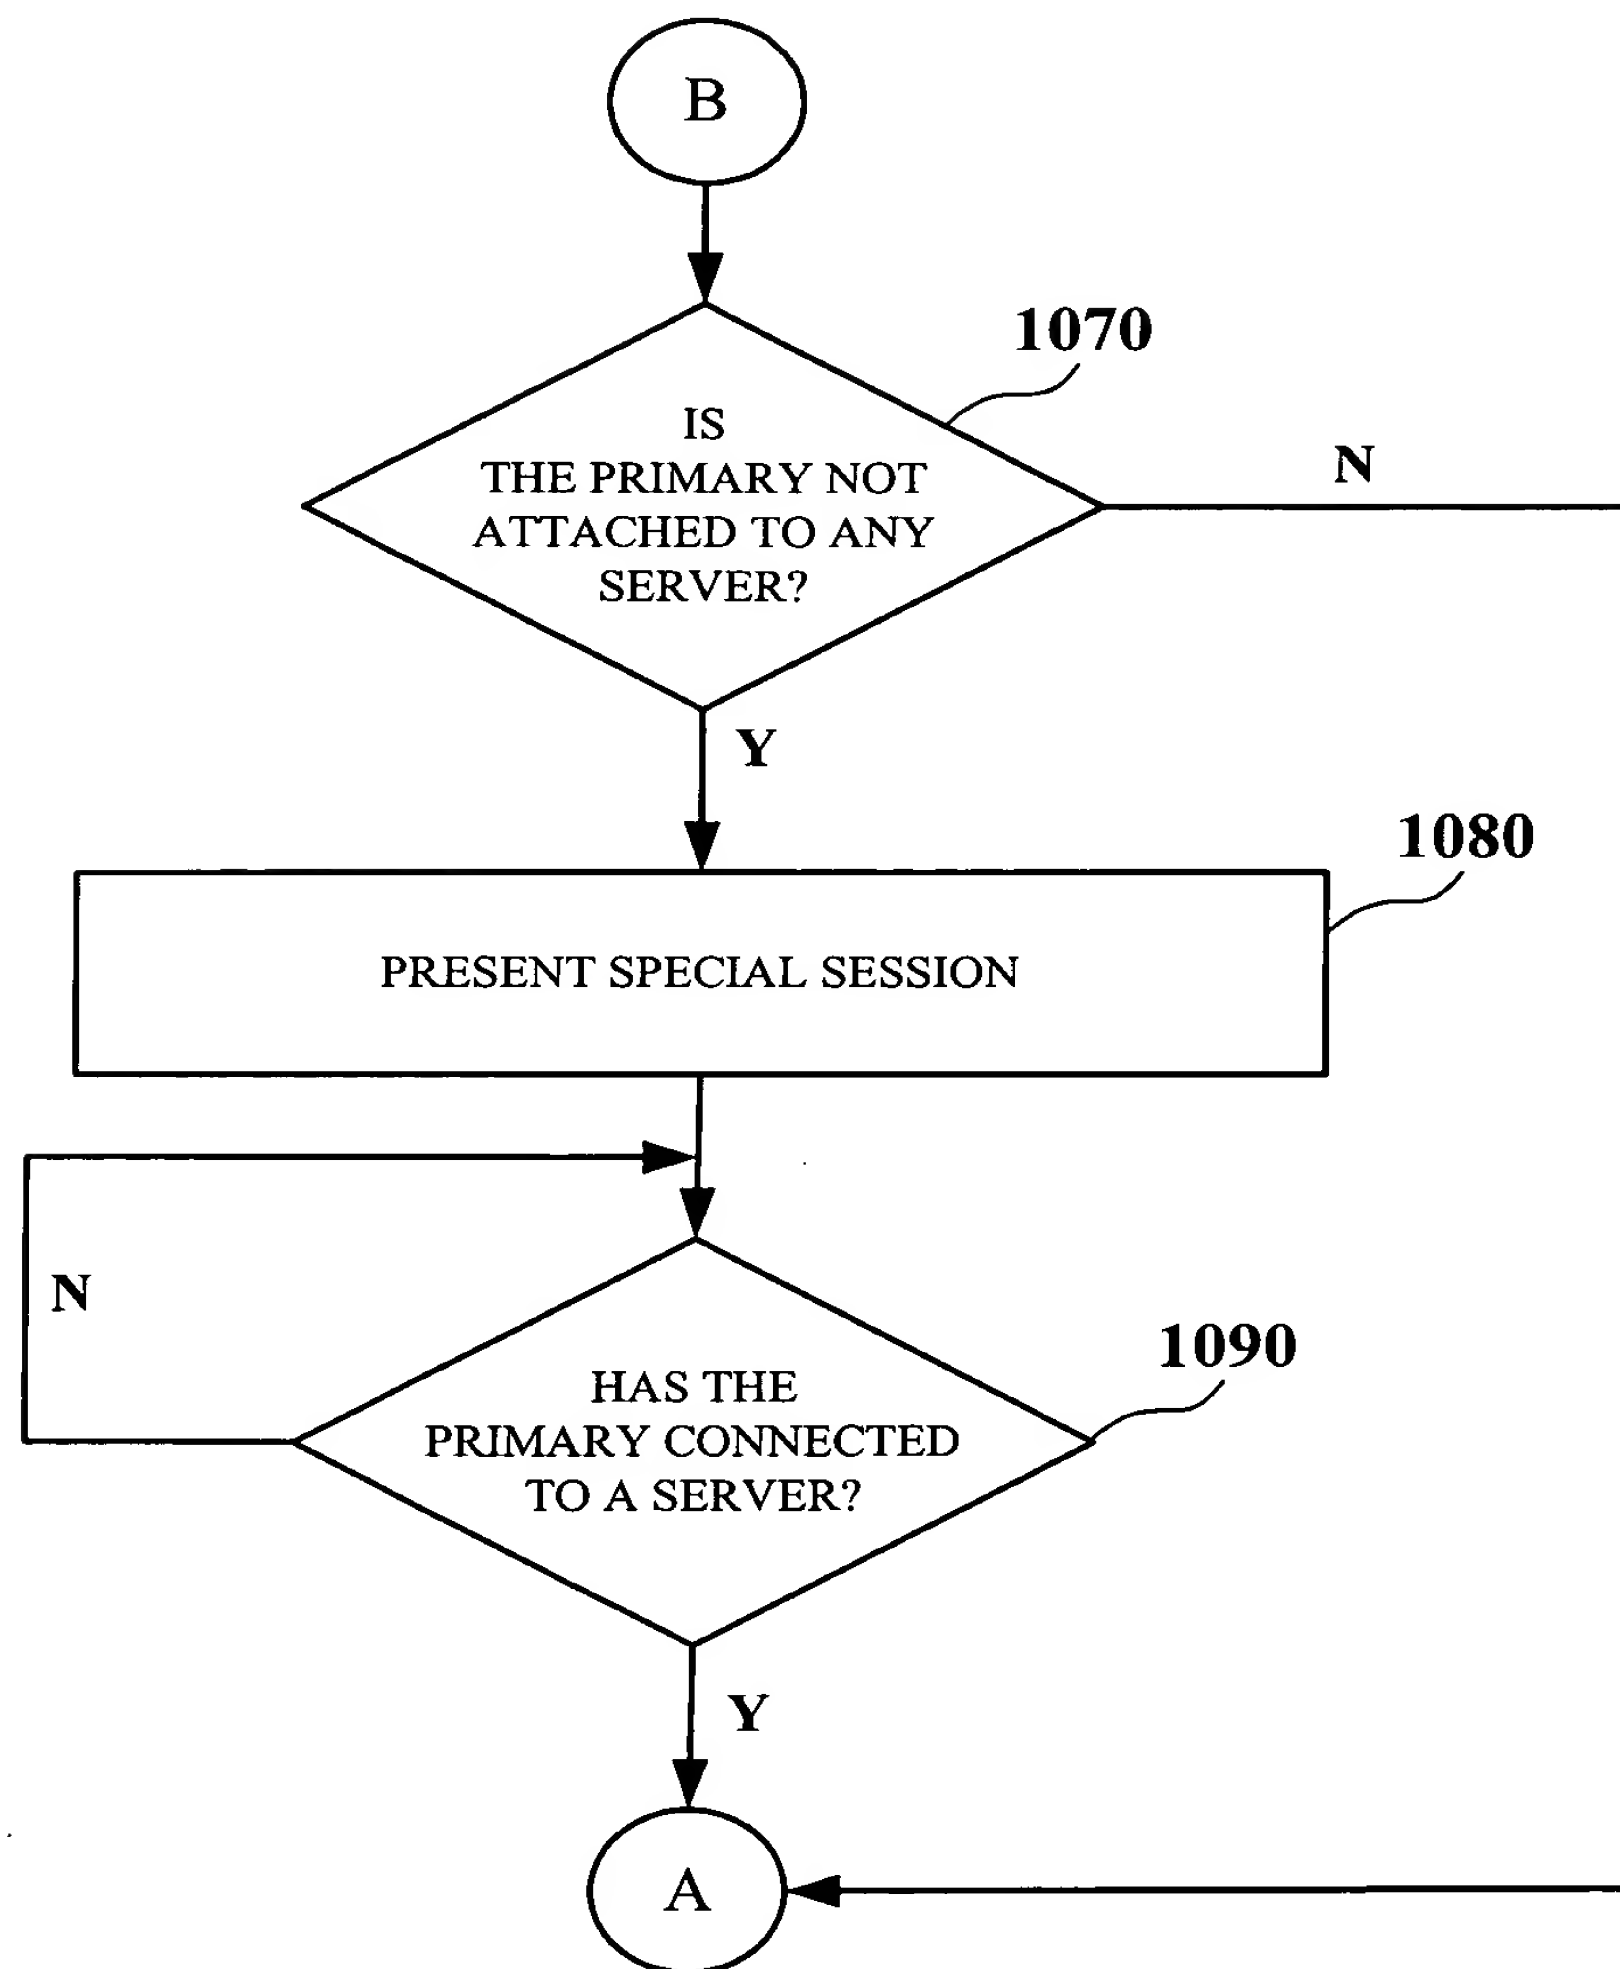 B
1070
IS
THE PRIMARY NOT
ATTACHED TO ANY
SERVER?
N
Y
1080
PRESENT SPECIAL SESSION
N
1090
HAS THE
PRIMARY CONNECTED
TO A SERVER?
Y
A